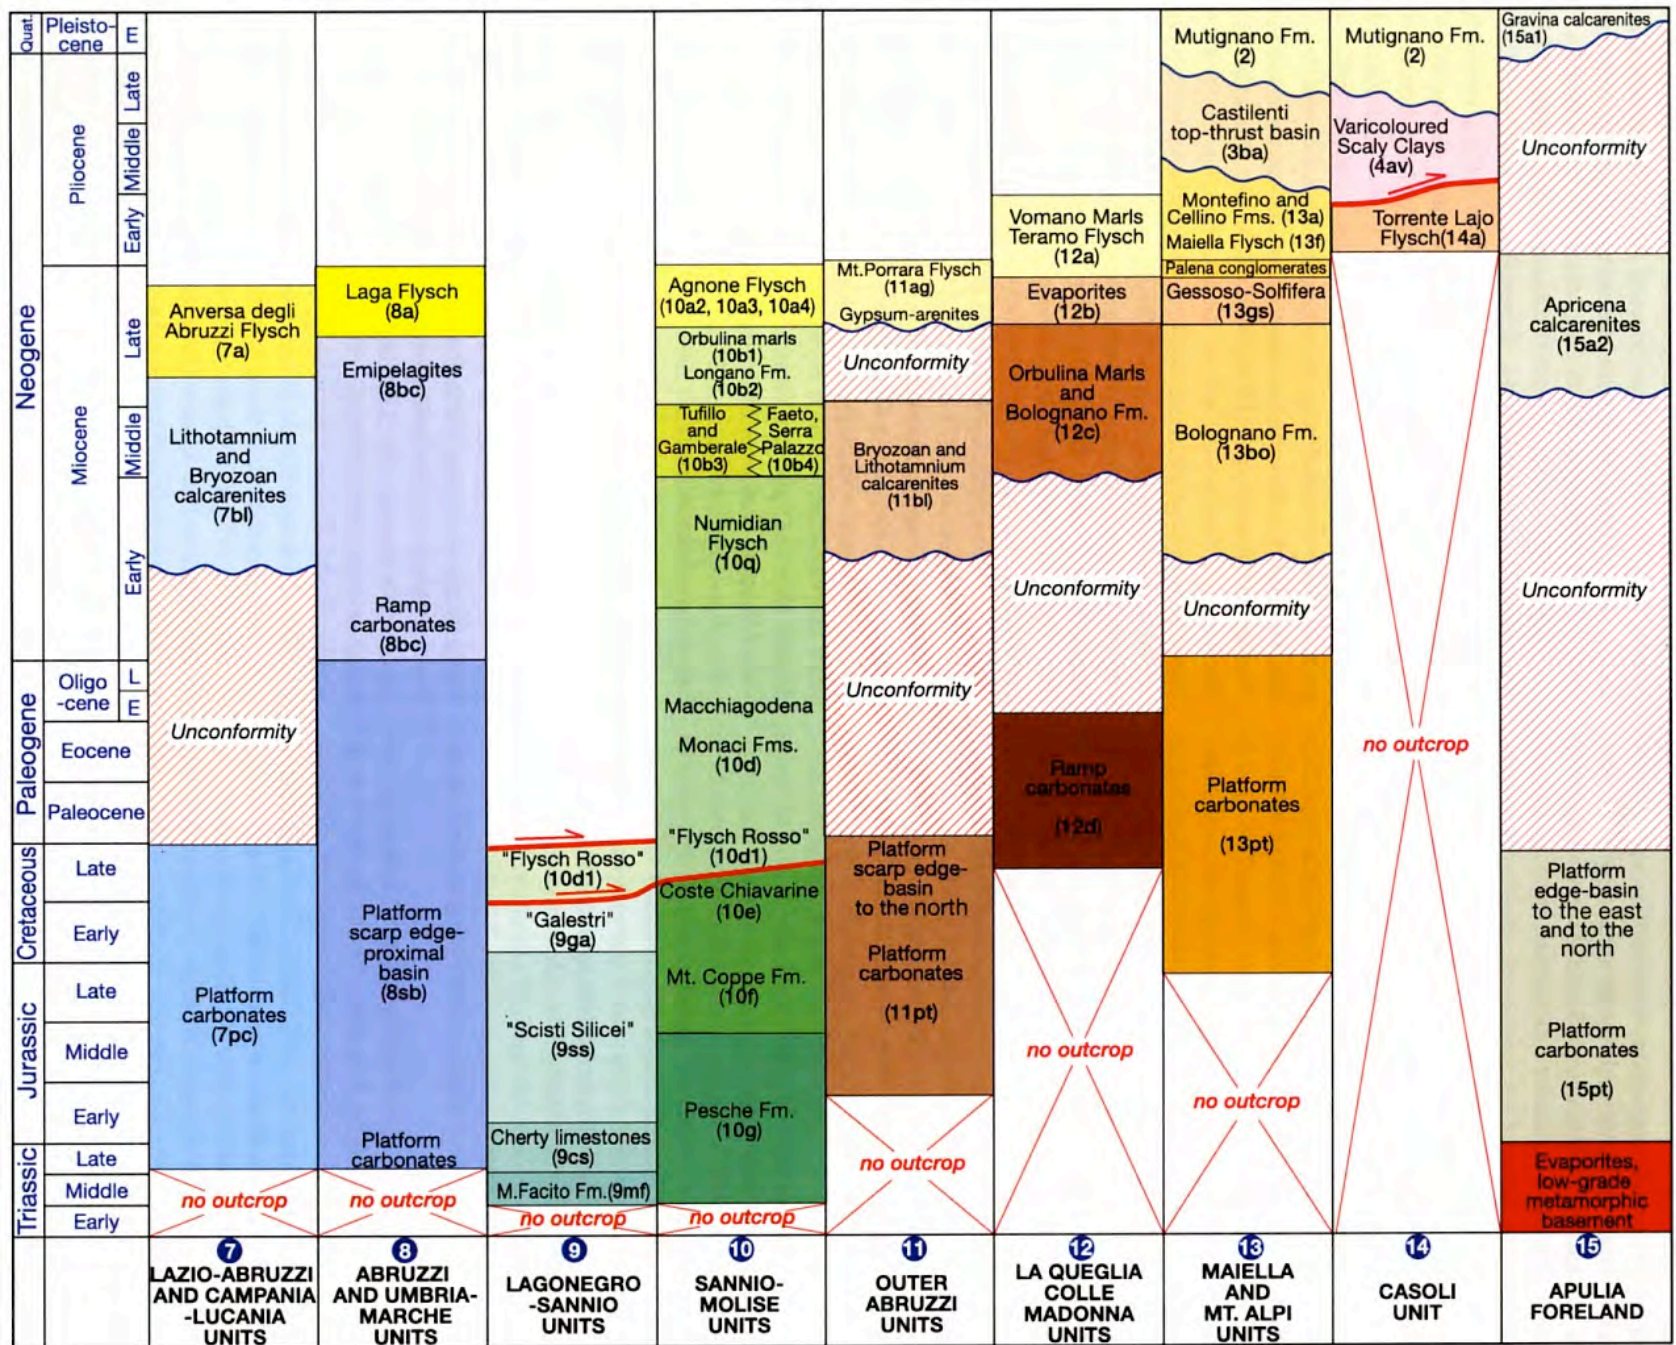 Quat.
Pleisto-
cene
E
Neogene
Pliocene
Late
Middle
Early
Miocene
Late
Middle
Early
Paleogene
Oligo
-cene
L
E
Eocene
Paleocene
Cretaceous
Late
Early
Jurassic
Late
Middle
Early
Triassic
Late
Middle
Early
Anversa degli
Abruzzi Flysch
(7a)
Lithotamnium
and
Bryozoan
calcarenites
(7bl)
Unconformity
Platform
carbonates
(7pc)
no outcrop
7
LAZIO-ABRUZZI
AND CAMPANIA
-LUCANIA
UNITS
Laga Flysch
(8a)
Emipelagites
(8bc)
Ramp
carbonates
(8bc)
Platform
scarp edge-
proximal
basin
(8sb)
Platform
carbonates
no outcrop
8
ABRUZZI
AND UMBRIA-
MARCHE
UNITS
"Flysch Rosso"
(10d1)
"Galestri"
(9ga)
"Scisti Silicei"
(9ss)
Cherty limestones
(9cs)
M.Facito Fm.(9mf)
no outcrop
9
LAGONEGRO
-SANNIO
UNITS
Agnone Flysch
(10a2, 10a3, 10a4)
Orbulina marls
(10b1)
Longano Fm.
(10b2)
Tufillo
and
Gamberale
(10b3)
Faeto,
Serra
Palazzo
(10b4)
Numidian
Flysch
(10q)
Macchiagodena
Monaci Fms.
(10d)
"Flysch Rosso"
(10d1)
Coste Chiavarine
(10e)
Mt. Coppe Fm.
(10f)
Pesche Fm.
(10g)
no outcrop
10
SANNIO-
MOLISE
UNITS
Mt.Porrara Flysch
(11ag)
Gypsum-arenites
Unconformity
Bryozoan and
Lithotamnium
calcarenites
(11bl)
Unconformity
Platform
scarp edge-
basin
to the north
Platform
carbonates
(11pt)
no outcrop
11
OUTER
ABRUZZI
UNITS
Vomano Marls
Teramo Flysch
(12a)
Evaporites
(12b)
Orbulina Marls
and
Bolognano Fm.
(12c)
Unconformity
Ramp
carbonates
(12d)
no outcrop
12
LA QUEGLIA
COLLE
MADONNA
UNITS
Mutignano Fm.
(2)
Castilenti
top-thrust basin
(3ba)
Montefino and
Cellino Fms. (13a)
Maiella Flysch (13f)
Palena conglomerates
Gessoso-Solfifera
(13gs)
Bolognano Fm.
(13bo)
Unconformity
Platform
carbonates
(13pt)
no outcrop
13
MAIELLA
AND
MT. ALPI
UNITS
Mutignano Fm.
(2)
Varicoloured
Scaly Clays
(4av)
Torrente Lajo
Flysch(14a)
no outcrop
14
CASOLI
UNIT
Gravina calcarenites
(15a1)
Unconformity
Apricena
calcarenites
(15a2)
Unconformity
Platform
edge-basin
to the east
and to the
north
Platform
carbonates
(15pt)
Evaporites,
low-grade
metamorphic
basement
15
APULIA
FORELAND